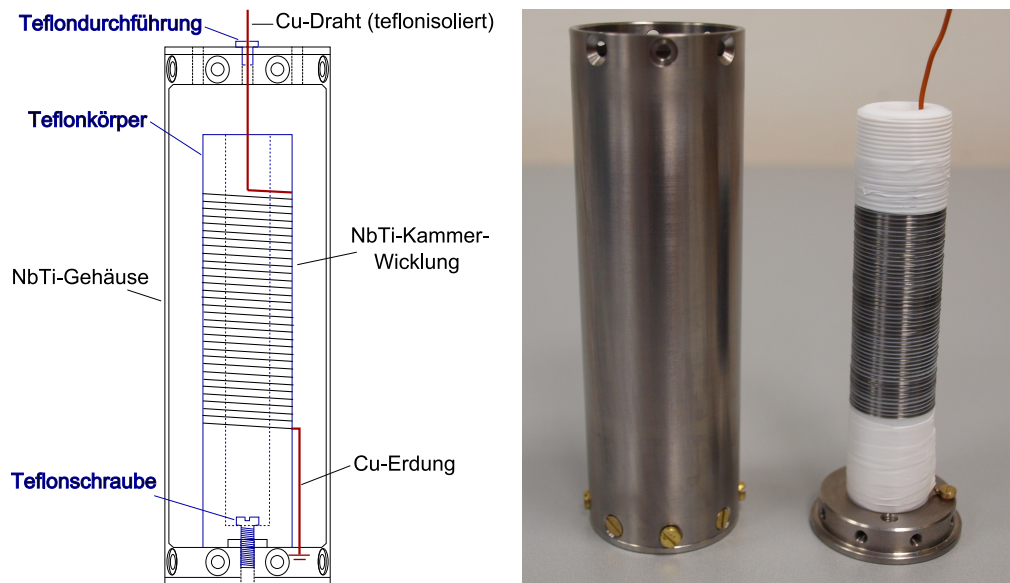 Teflondurchführung
Cu-Draht (teflonisoliert)
Teflonkörper
NbTi-Kammer-
Wicklung
NbTi-Gehäuse
Cu-Erdung
Teflonschraube